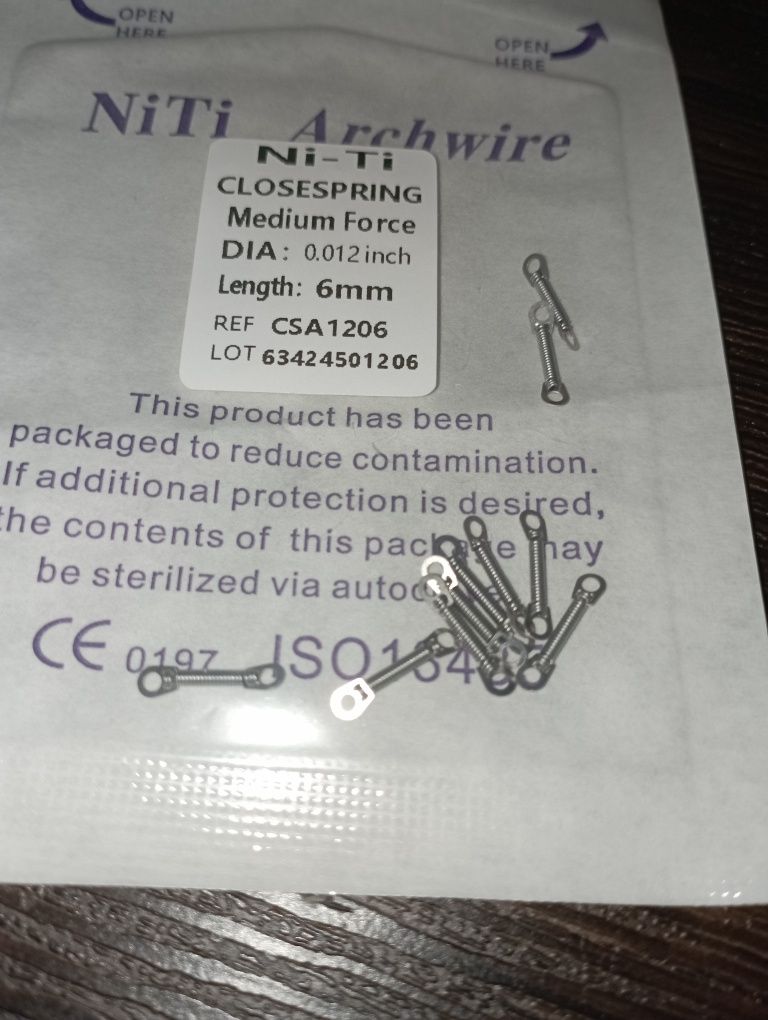 OPEN
HERE
OPEN
HERE
NiTi Archwire
Ni-Ti
CLOSESPRING
Medium Force
DIA: 0.012 inch
Length: 6mm
REF CSA1206
LOT 63424501206
This product has been
packaged to reduce contamination.
If additional protection is desired,
the contents of this package may
be sterilized via
CE 0197